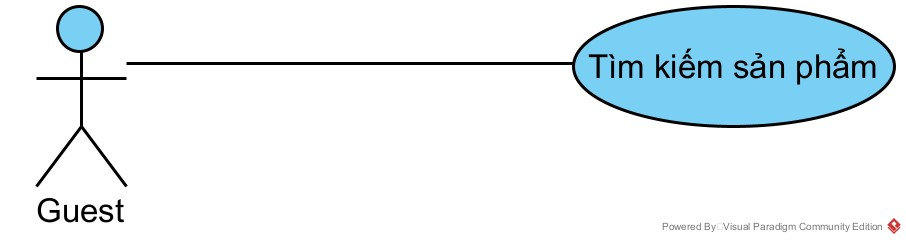 Tìm kiếm sản phẩm
Guest
Powered By Visual Paradigm Community Edition